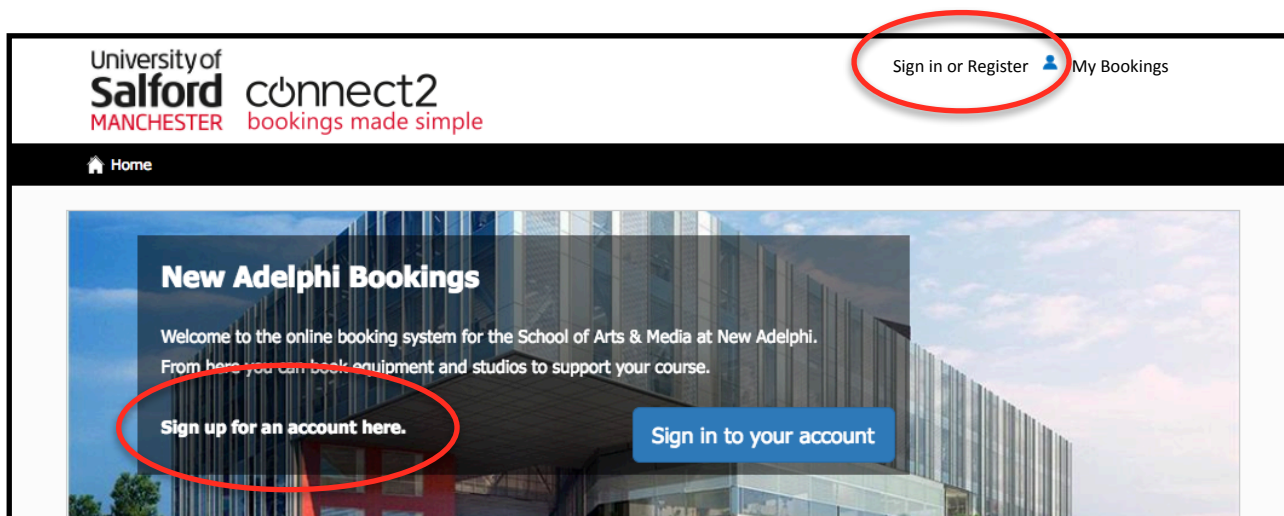 University of
Salford
MANCHESTER
connect2
bookings made simple
Sign in or Register
My Bookings
Home
New Adelphi Bookings
Welcome to the online booking system for the School of Arts & Media at New Adelphi.
From here you can book equipment and studios to support your course.
Sign up for an account here.
Sign in to your account